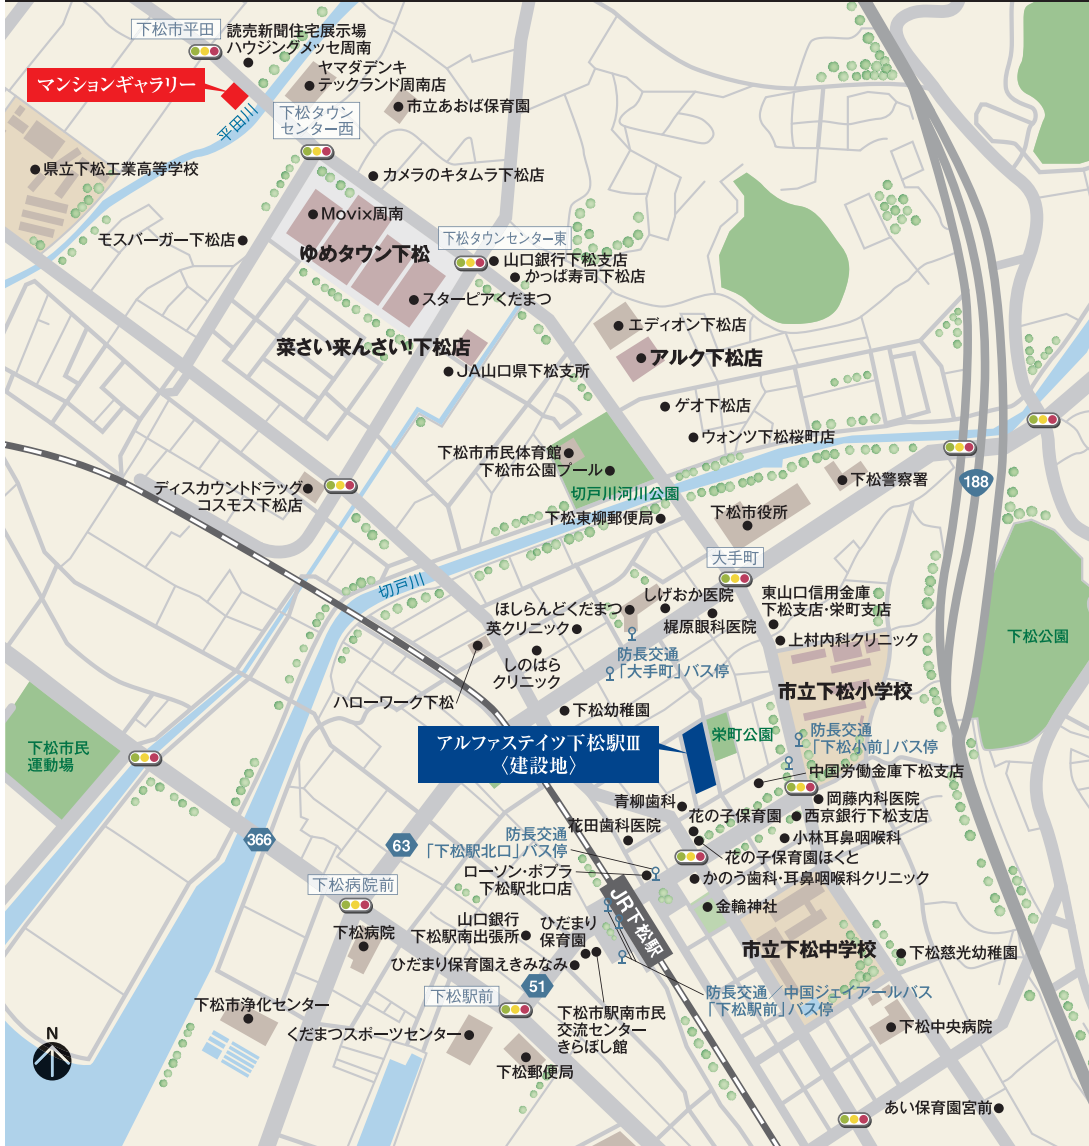 下松市平田
読売新聞住宅展示場
ハウジングメッセ周南
マンションギャラリー
ヤマダデンキ
テックランド周南店
市立あおば保育園
平田川
下松タウン
センター西
県立下松工業高等学校
カメラのキタムラ下松店
Movix周南
モスバーガー下松店
ゆめタウン下松
下松タウンセンター東
山口銀行下松支店
かっぱ寿司下松店
スターピアくだまつ
エディオン下松店
菜さい来んさい!下松店
アルク下松店
JA山口県下松支所
ゲオ下松店
ウォンツ下松桜町店
下松市市民体育館
下松市公園プール
切戸川河川公園
下松警察署
188
ディスカウントドラッグ
コスモス下松店
下松東柳郵便局
下松市役所
大手町
切戸川
しげおか医院
東山口信用金庫
下松支店・栄町支店
ほしらんどくだまつ
英クリニック
梶原眼科医院
上村内科クリニック
下松公園
しのはら
クリニック
防長交通
「大手町」バス停
市立下松小学校
ハローワーク下松
下松幼稚園
下松市民
運動場
アルファステイツ下松駅Ⅲ
〈建設地〉
栄町公園
防長交通
「下松小前」バス停
中国労働金庫下松支店
岡藤内科医院
青柳歯科
花の子保育園
西京銀行下松支店
花田歯科医院
小林耳鼻咽喉科
366
63
防長交通
「下松駅北口」バス停
花の子保育園ほくと
ローソン・ポプラ
下松駅北口店
かのう歯科・耳鼻咽喉科クリニック
下松病院前
JR下松駅
金輪神社
山口銀行
下松駅南出張所
ひだまり
保育園
下松病院
市立下松中学校
下松慈光幼稚園
ひだまり保育園えきみなみ
51
下松駅前
防長交通／中国ジェイアールバス
「下松駅前」バス停
下松市浄化センター
下松市駅南市民
交流センター
きらぼし館
くだまつスポーツセンター
下松中央病院
N
下松郵便局
あい保育園宮前